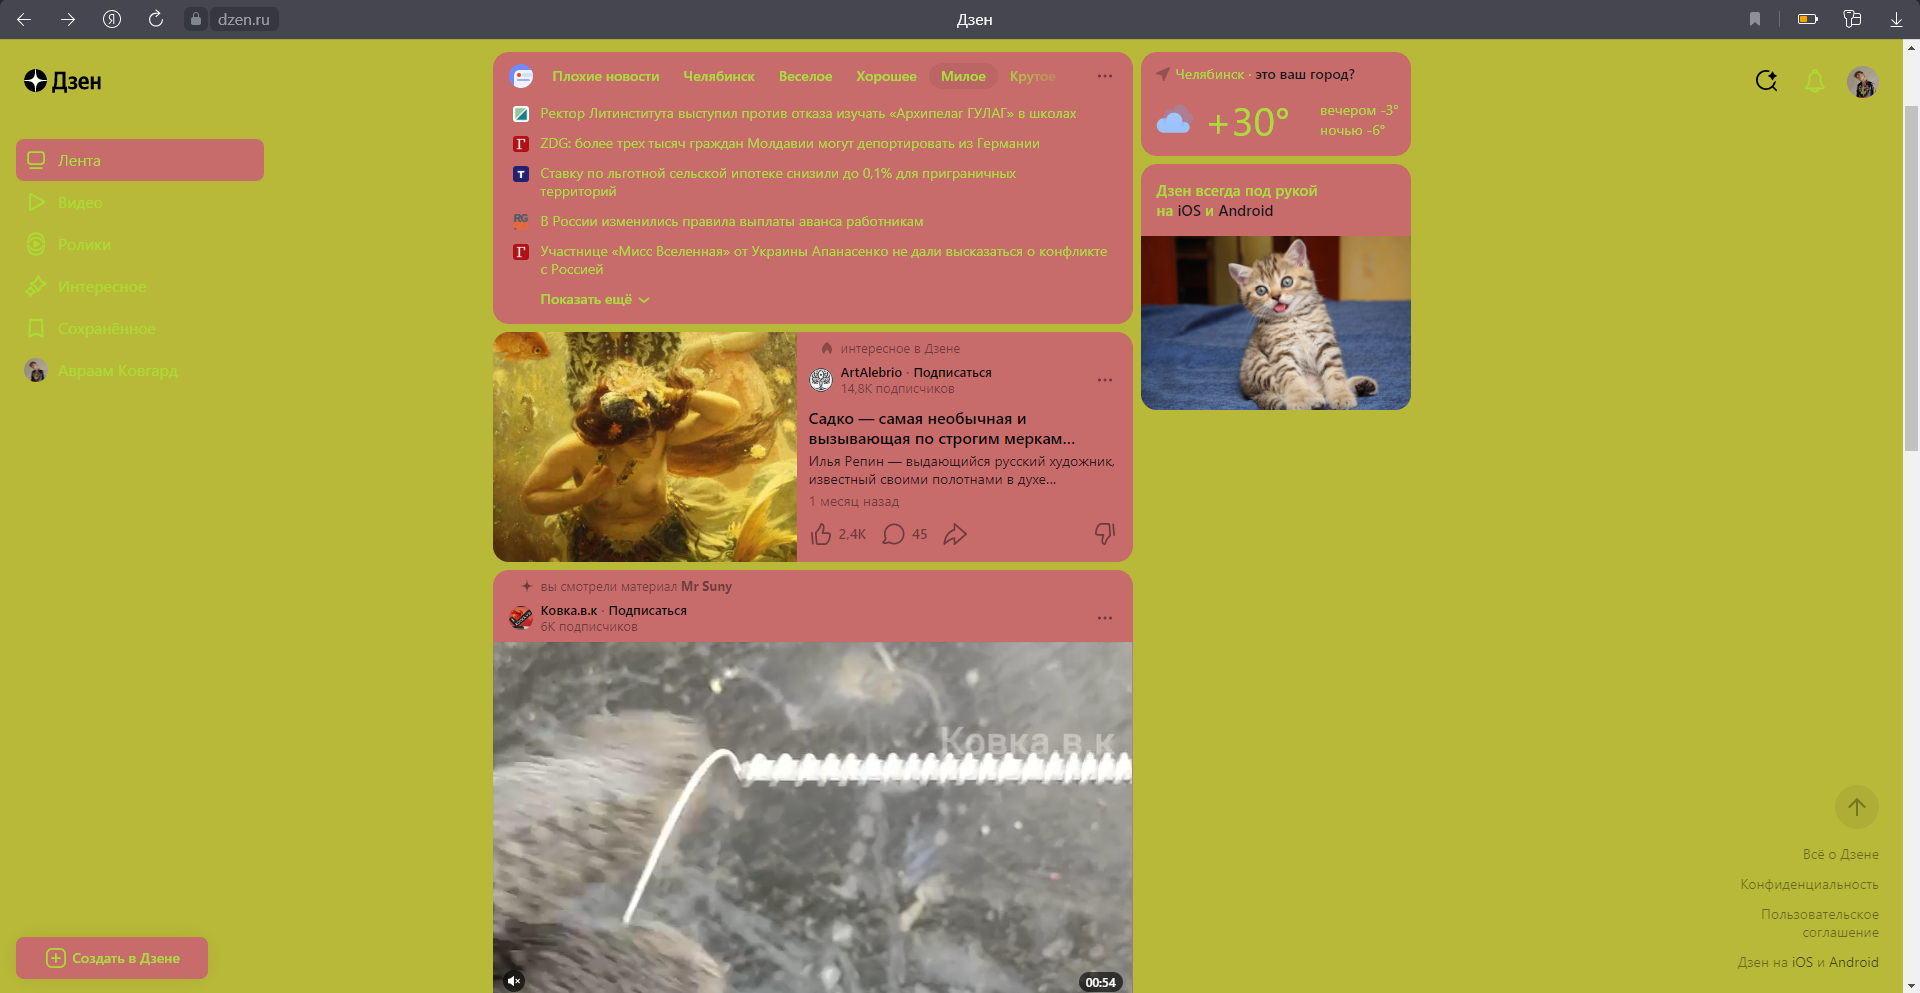 dzen.ru
Дзен
Дзен
Лента
Видео
Ролики
Интересное
Сохранённое
Авраам Ковгард
Создать в Дзене
Плохие новости Челябинск Веселое Хорошее Милое Крутое
Ректор Литинститута выступил против отказа изучать «Архипелаг ГУЛАГ» в школах
ZDG: более трех тысяч граждан Молдавии могут депортировать из Германии
Ставку по льготной сельской ипотеке снизили до 0,1% для приграничных
территорий
RG
В России изменились правила выплаты аванса работникам
Участнице «Мисс Вселенная» от Украины Апанасенко не дали высказаться о конфликте
с Россией
Показать ещё
интересное в Дзене
ArtAlebrio · Подписаться
14,8K подписчиков
Садко — самая необычная и
вызывающая по строгим меркам...
Илья Репин — выдающийся русский художник,
известный своими полотнами в духе...
1 месяц назад
2,4K 45
вы смотрели материал Mr Suny
Ковка.в.к · Подписаться
6K подписчиков
Ковка.в.к
00:54
Челябинск · это ваш город?
+30°
вечером -3°
ночью -6°
Дзен всегда под рукой
на iOS и Android
Всё о Дзене
Конфиденциальность
Пользовательское
соглашение
Дзен на iOS и Android